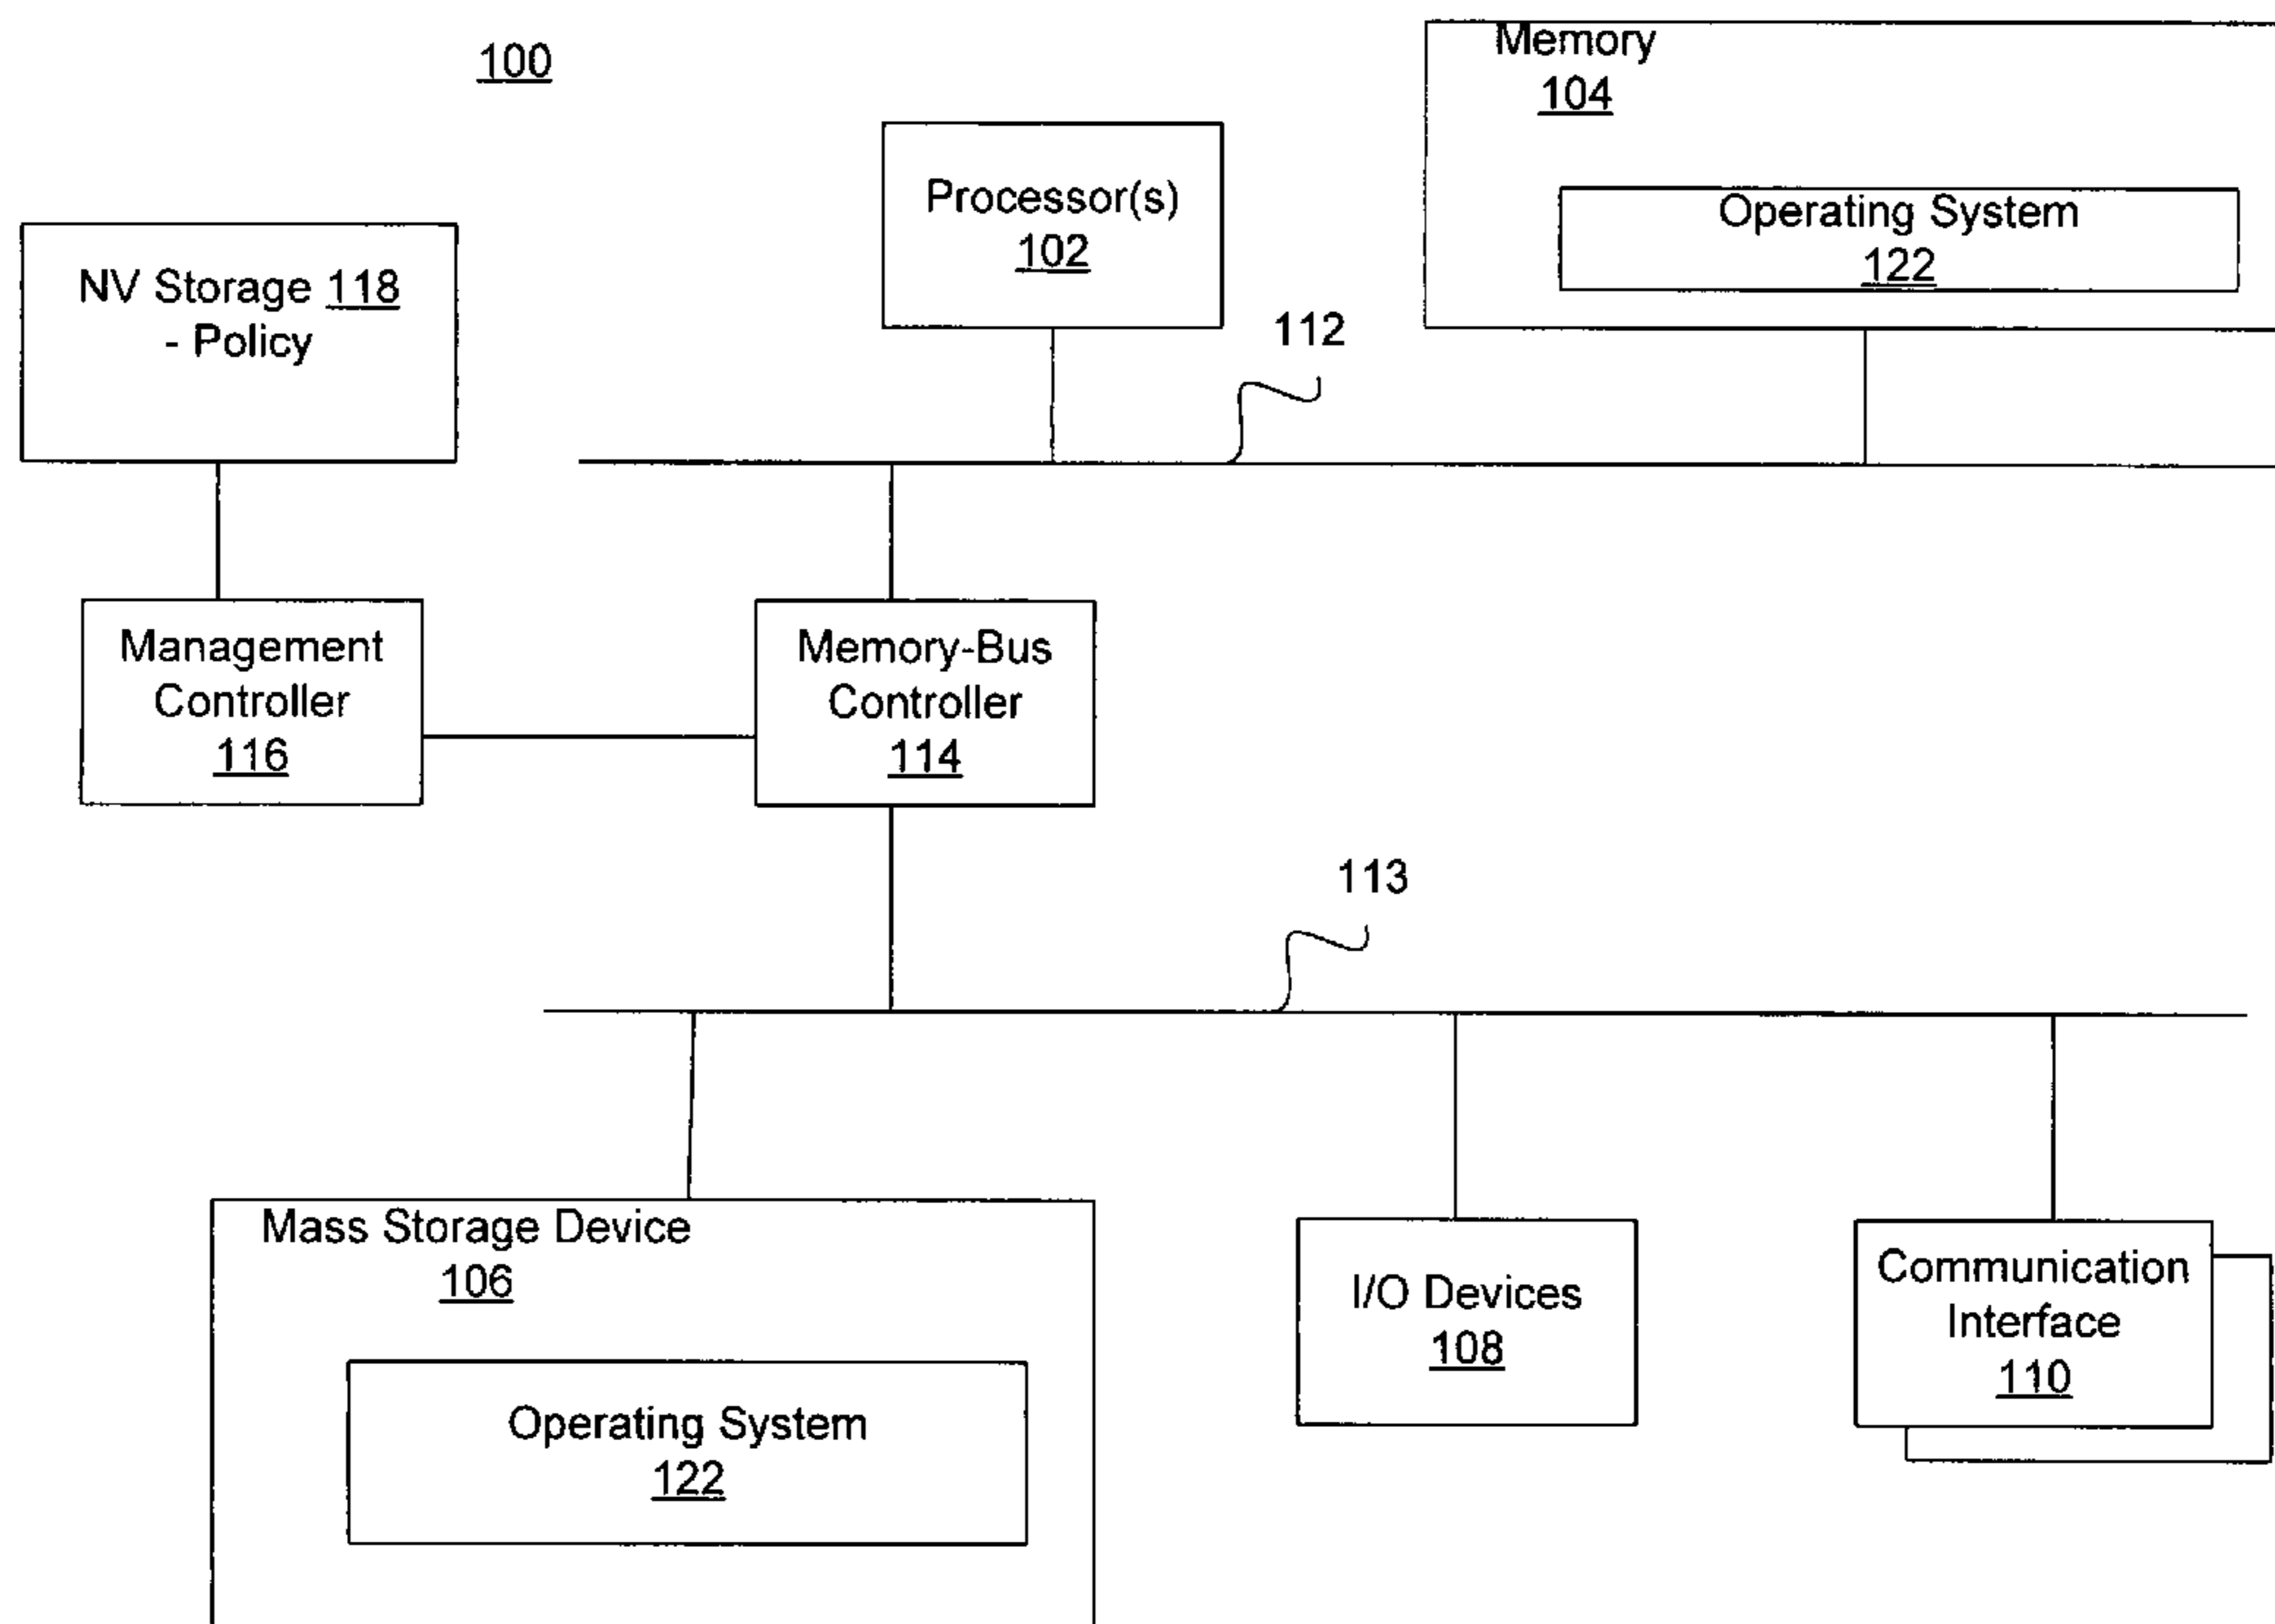 100
Memory
104
Operating System
122
Processor(s)
102
NV Storage 118
- Policy
112
Management
Controller
116
Memory-Bus
Controller
114
113
Mass Storage Device
106
Operating System
122
I/O Devices
108
Communication
Interface
110